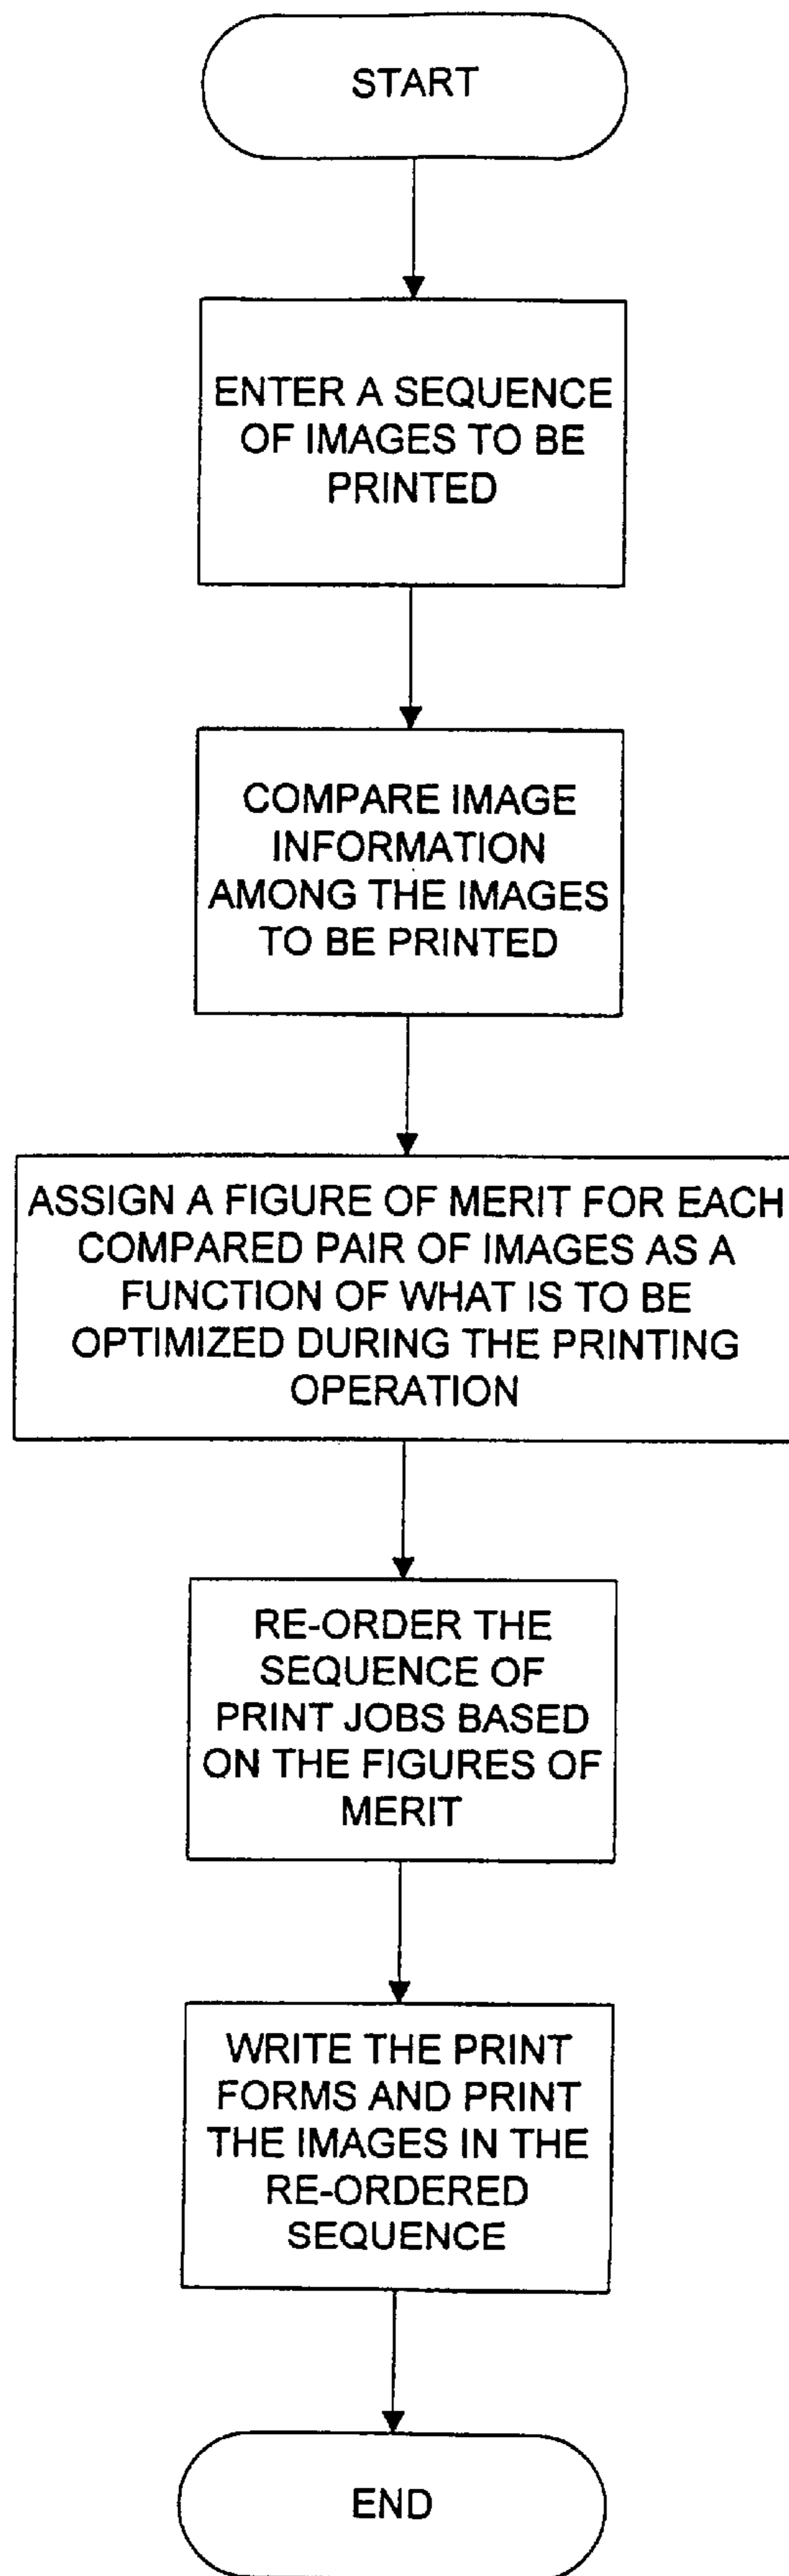 START
ENTER A SEQUENCE
OF IMAGES TO BE
PRINTED
COMPARE IMAGE
INFORMATION
AMONG THE IMAGES
TO BE PRINTED
ASSIGN A FIGURE OF MERIT FOR EACH
COMPARED PAIR OF IMAGES AS A
FUNCTION OF WHAT IS TO BE
OPTIMIZED DURING THE PRINTING
OPERATION
RE-ORDER THE
SEQUENCE OF
PRINT JOBS BASED
ON THE FIGURES OF
MERIT
WRITE THE PRINT
FORMS AND PRINT
THE IMAGES IN THE
RE-ORDERED
SEQUENCE
END